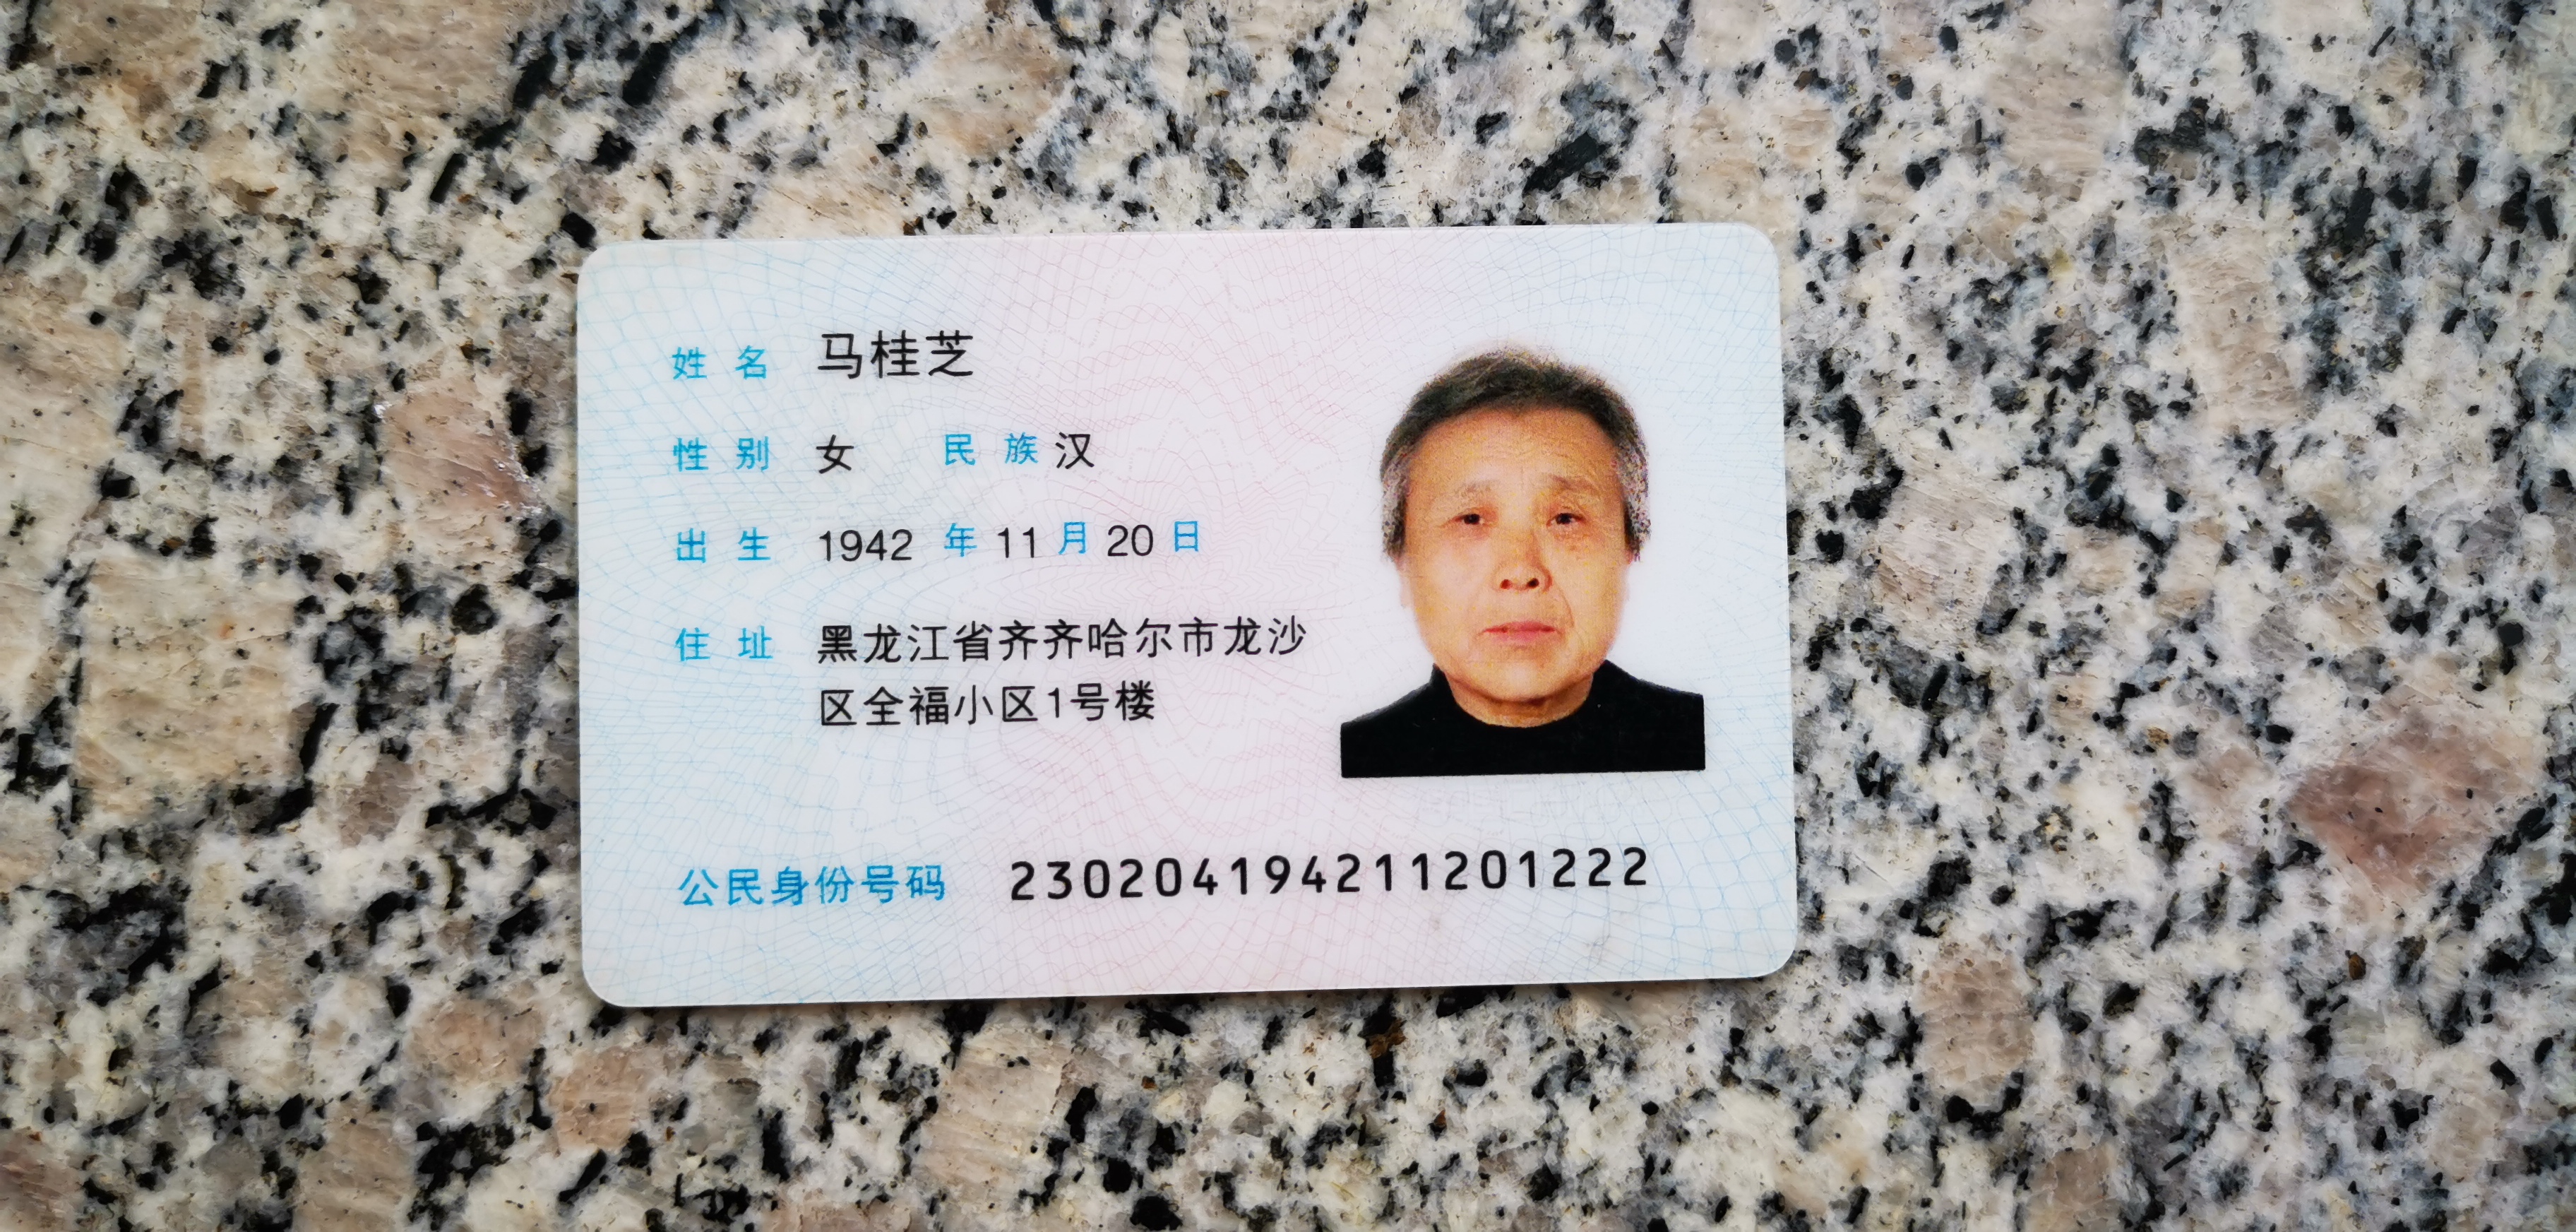 姓名 马桂芝
性别 女 民族 汉
出生 1942 年 11 月 20 日
住址 黑龙江省齐齐哈尔市龙沙
区全福小区1号楼
公民身份号码 230204194211201222